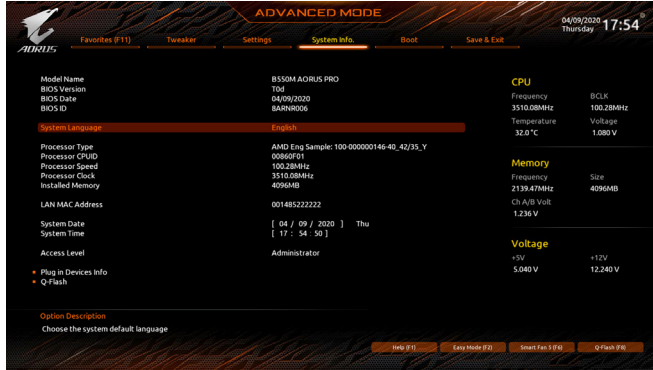 ADVANCED MODE
04/09/2020 Thursday 17:54
AORUS
Favorites (F11) Tweaker Settings System Info. Boot Save & Exit
Model Name B550M AORUS PRO
BIOS Version T0d
BIOS Date 04/09/2020
BIOS ID 8ARNR006
System Language English
Processor Type AMD Eng Sample: 100-000000146-40_42/35_Y
Processor CPUID 00860F01
Processor Speed 100.28MHz
Processor Clock 3510.08MHz
Installed Memory 4096MB
LAN MAC Address 001485222222
System Date [ 04 / 09 / 2020 ] Thu
System Time [ 17 : 54 : 50 ]
Access Level Administrator
Plug in Devices Info
Q-Flash
CPU
Frequency BCLK
3510.08MHz 100.28MHz
Temperature Voltage
32.0 °C 1.080 V
Memory
Frequency Size
2139.47MHz 4096MB
Ch A/B Volt
1.236 V
Voltage
+5V +12V
5.040 V 12.240 V
Option Description
Choose the system default language
Help (F1) Easy Mode (F2) Smart Fan 5 (F6) Q-Flash (F8)